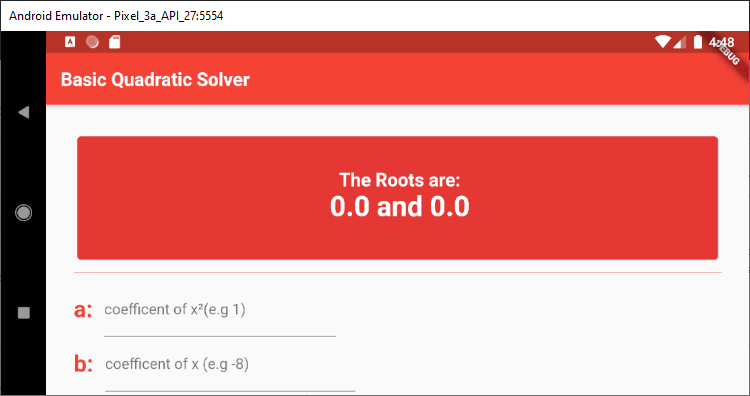 Android Emulator - Pixel_3a_API_27:5554
A
4:48
DEBUG
Basic Quadratic Solver
The Roots are:
0.0 and 0.0
a: coefficent of x²(e.g 1)
b: coefficent of x (e.g -8)